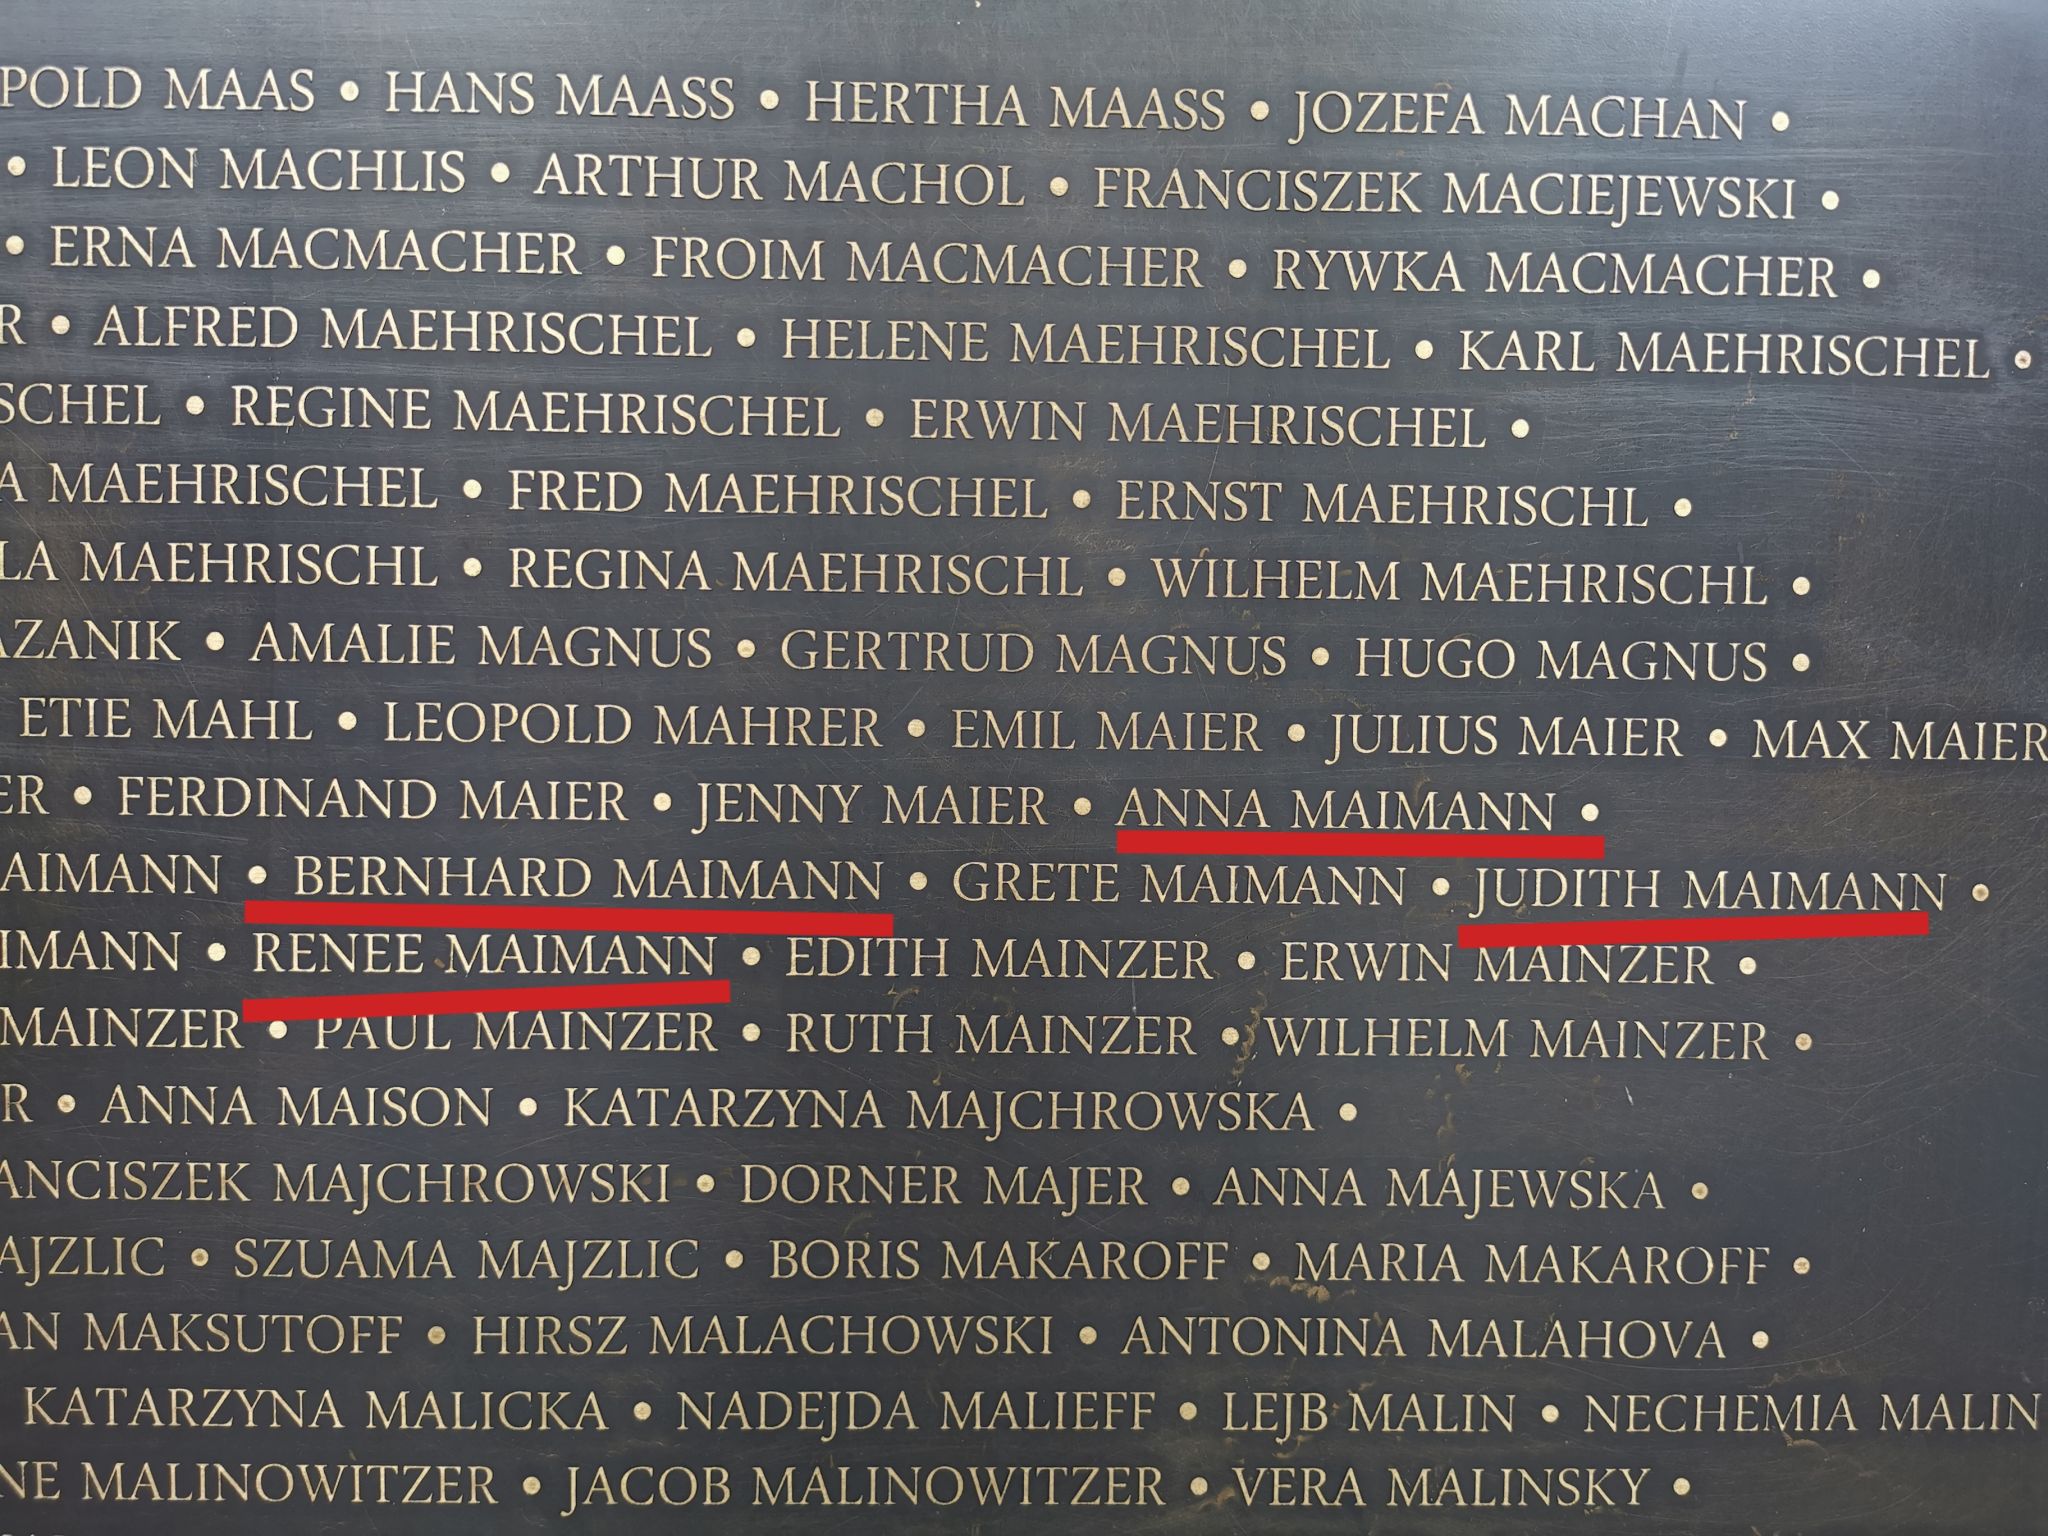 POLD MAAS • HANS MAASS • HERTHA MAASS • JOZEFA MACHAN •
• LEON MACHLIS • ARTHUR MACHOL • FRANCISZEK MACIEJEWSKI •
• ERNA MACMACHER • FROIM MACMACHER • RYWKA MACMACHER •
R • ALFRED MAEHRISCHEL • HELENE MAEHRISCHEL • KARL MAEHRISCHEL •
SCHEL • REGINE MAEHRISCHEL • ERWIN MAEHRISCHEL •
A MAEHRISCHEL • FRED MAEHRISCHEL • ERNST MAEHRISCHL •
LA MAEHRISCHL • REGINA MAEHRISCHL • WILHELM MAEHRISCHL •
AZANIK • AMALIE MAGNUS • GERTRUD MAGNUS • HUGO MAGNUS •
ETIE MAHL • LEOPOLD MAHRER • EMIL MAIER • JULIUS MAIER • MAX MAIER
ER • FERDINAND MAIER • JENNY MAIER • ANNA MAIMANN •
AIMANN • BERNHARD MAIMANN • GRETE MAIMANN • JUDITH MAIMANN •
IMANN • RENEE MAIMANN • EDITH MAINZER • ERWIN MAINZER •
MAINZER • PAUL MAINZER • RUTH MAINZER • WILHELM MAINZER •
R • ANNA MAISON • KATARZYNA MAJCHROWSKA •
ANCISZEK MAJCHROWSKI • DORNER MAJER • ANNA MAJEWSKA •
AJZLIC • SZUAMA MAJZLIC • BORIS MAKAROFF • MARIA MAKAROFF •
AN MAKSUTOFF • HIRSZ MALACHOWSKI • ANTONINA MALAHOVA •
KATARZYNA MALICKA • NADEJDA MALIEFF • LEJB MALIN • NECHEMIA MALIN
NE MALINOWITZER • JACOB MALINOWITZER • VERA MALINSKY •